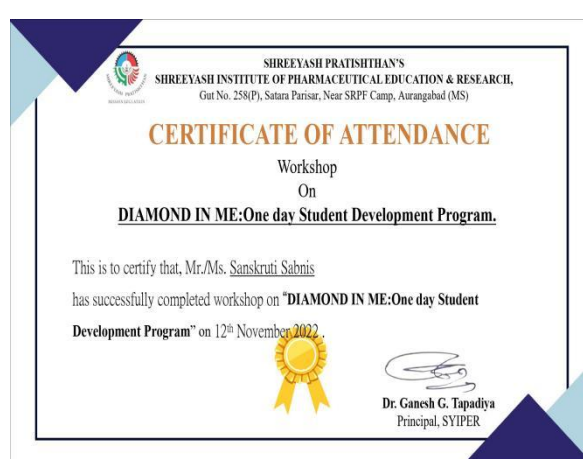 SHREEYASH PRATISHTHAN'S
SHREEYASH INSTITUTE OF PHARMACEUTICAL EDUCATION & RESEARCH,
Gut No. 258(P), Satara Parisar, Near SRPF Camp, Aurangabad (MS)
CERTIFICATE OF ATTENDANCE
Workshop
On
DIAMOND IN ME:One day Student Development Program.
This is to certify that, Mr./Ms. Sanskruti Sabnis
has successfully completed workshop on "DIAMOND IN ME:One day Student
Development Program" on 12th November 2022 .
Dr. Ganesh G. Tapadiya
Principal, SYIPER